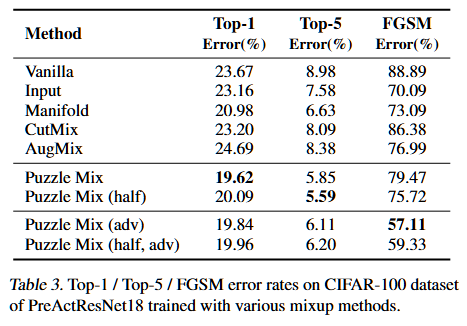 Method Top-1 Error(%) Top-5 Error(%) FGSM Error(%)
Vanilla 23.67 8.98 88.89
Input 23.16 7.58 70.09
Manifold 20.98 6.63 73.09
CutMix 23.20 8.09 86.38
AugMix 24.69 8.38 76.99
Puzzle Mix 19.62 5.85 79.47
Puzzle Mix (half) 20.09 5.59 75.72
Puzzle Mix (adv) 19.84 6.11 57.11
Puzzle Mix (half, adv) 19.96 6.20 59.33
Table 3. Top-1 / Top-5 / FGSM error rates on CIFAR-100 dataset
of PreActResNet18 trained with various mixup methods.